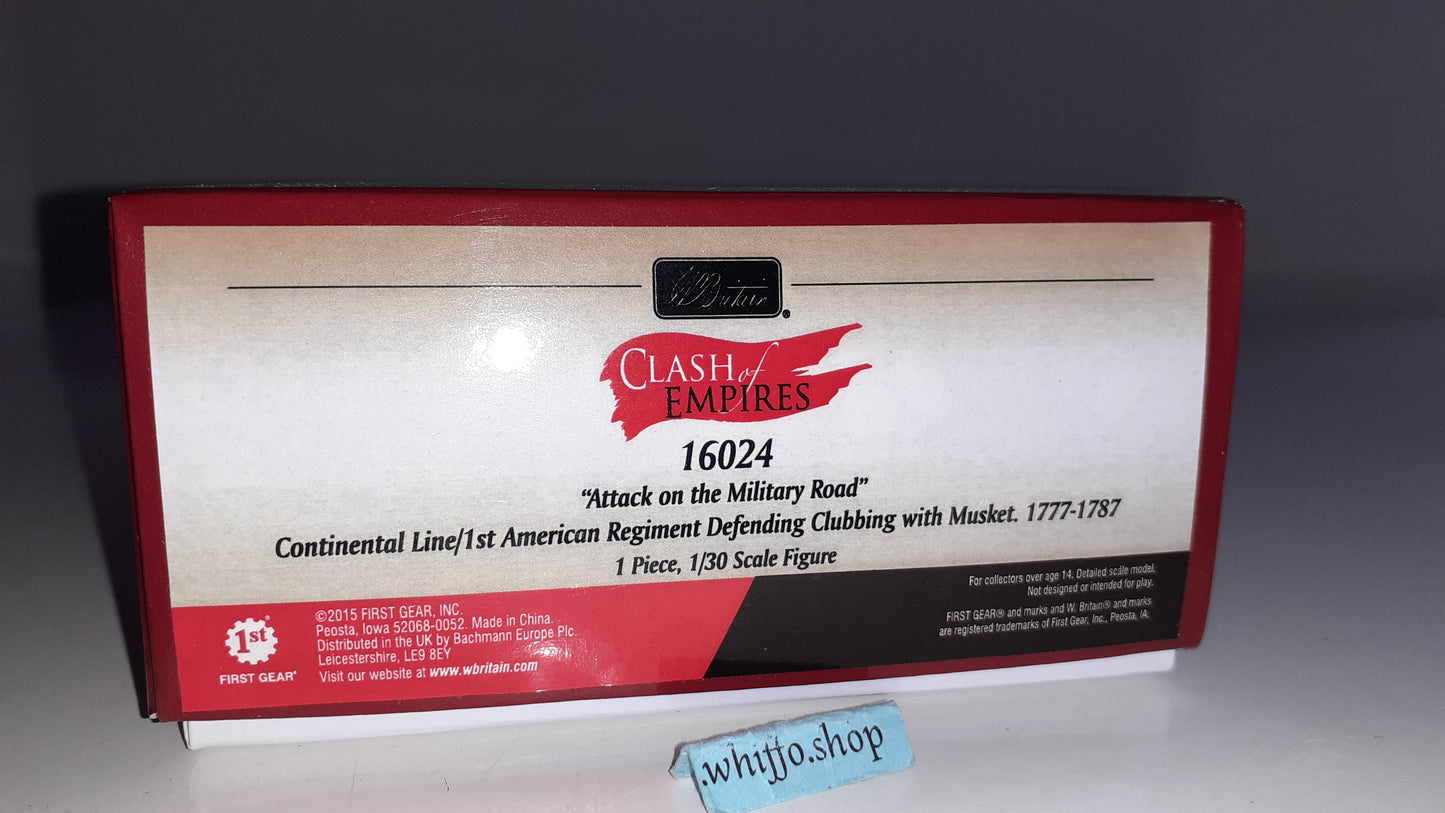 W Britain®
CLASH of
EMPIRES
16024
“Attack on the Military Road”
Continental Line/1st American Regiment Defending Clubbing with Musket. 1777-1787
1 Piece, 1/30 Scale Figure
For collectors over age 14. Detailed scale model.
Not designed or intended for play.
FIRST GEAR® and marks and W. Britain® and marks
are registered trademarks of First Gear, Inc., Peosta, IA.
1st
FIRST GEAR®
©2015 FIRST GEAR, INC.
Peosta, Iowa 52068-0052. Made in China.
Distributed in the UK by Bachmann Europe Plc.
Leicestershire, LE9 8EY
Visit our website at www.wbritain.com
.whiffo.shop